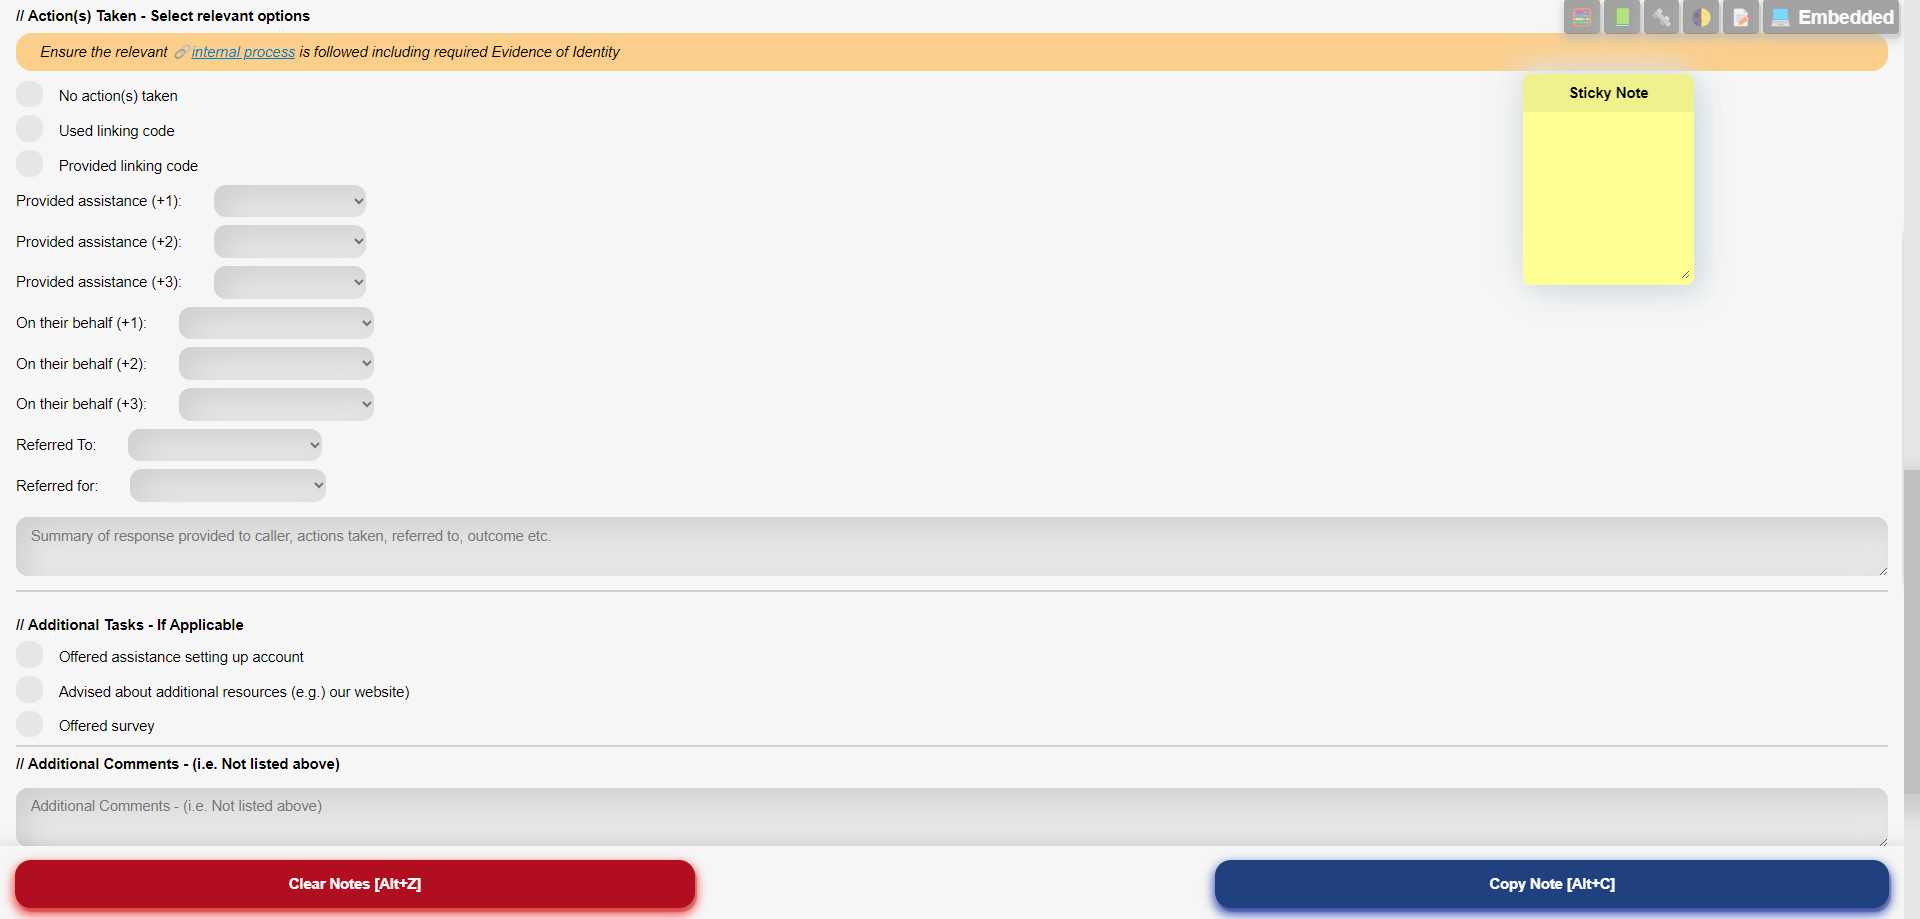 // Action(s) Taken - Select relevant options
Embedded
Ensure the relevant internal process is followed including required Evidence of Identity
Sticky Note
No action(s) taken
Used linking code
Provided linking code
Provided assistance (+1):
Provided assistance (+2):
Provided assistance (+3):
On their behalf (+1):
On their behalf (+2):
On their behalf (+3):
Referred To:
Referred for:
Summary of response provided to caller, actions taken, referred to, outcome etc.
// Additional Tasks - If Applicable
Offered assistance setting up account
Advised about additional resources (e.g.) our website)
Offered survey
// Additional Comments - (i.e. Not listed above)
Additional Comments - (i.e. Not listed above)
Clear Notes [Alt+Z]
Copy Note [Alt+C]